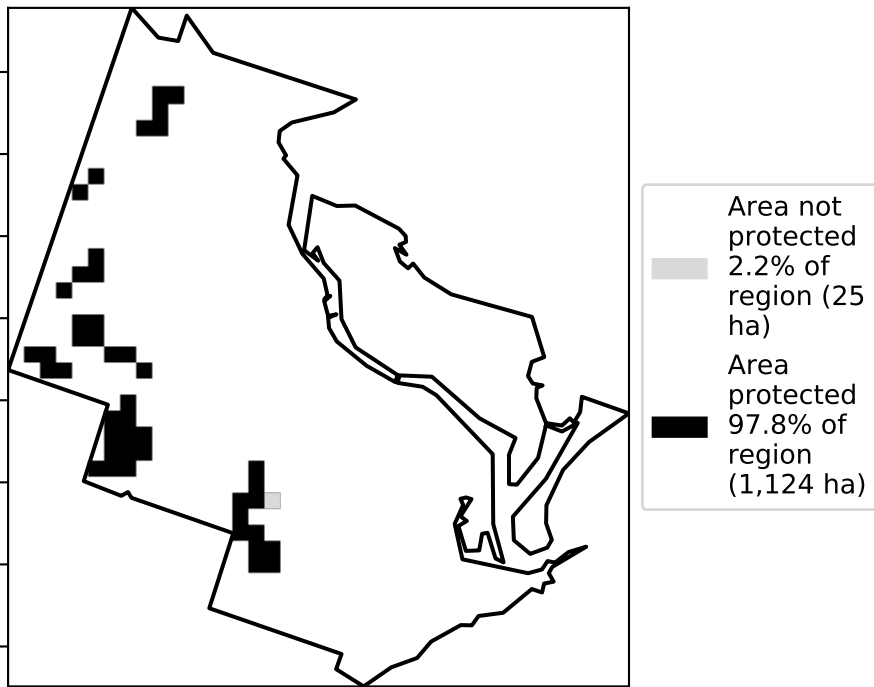 Area not
protected
2.2% of
region (25
ha)
Area
protected
97.8% of
region
(1,124 ha)